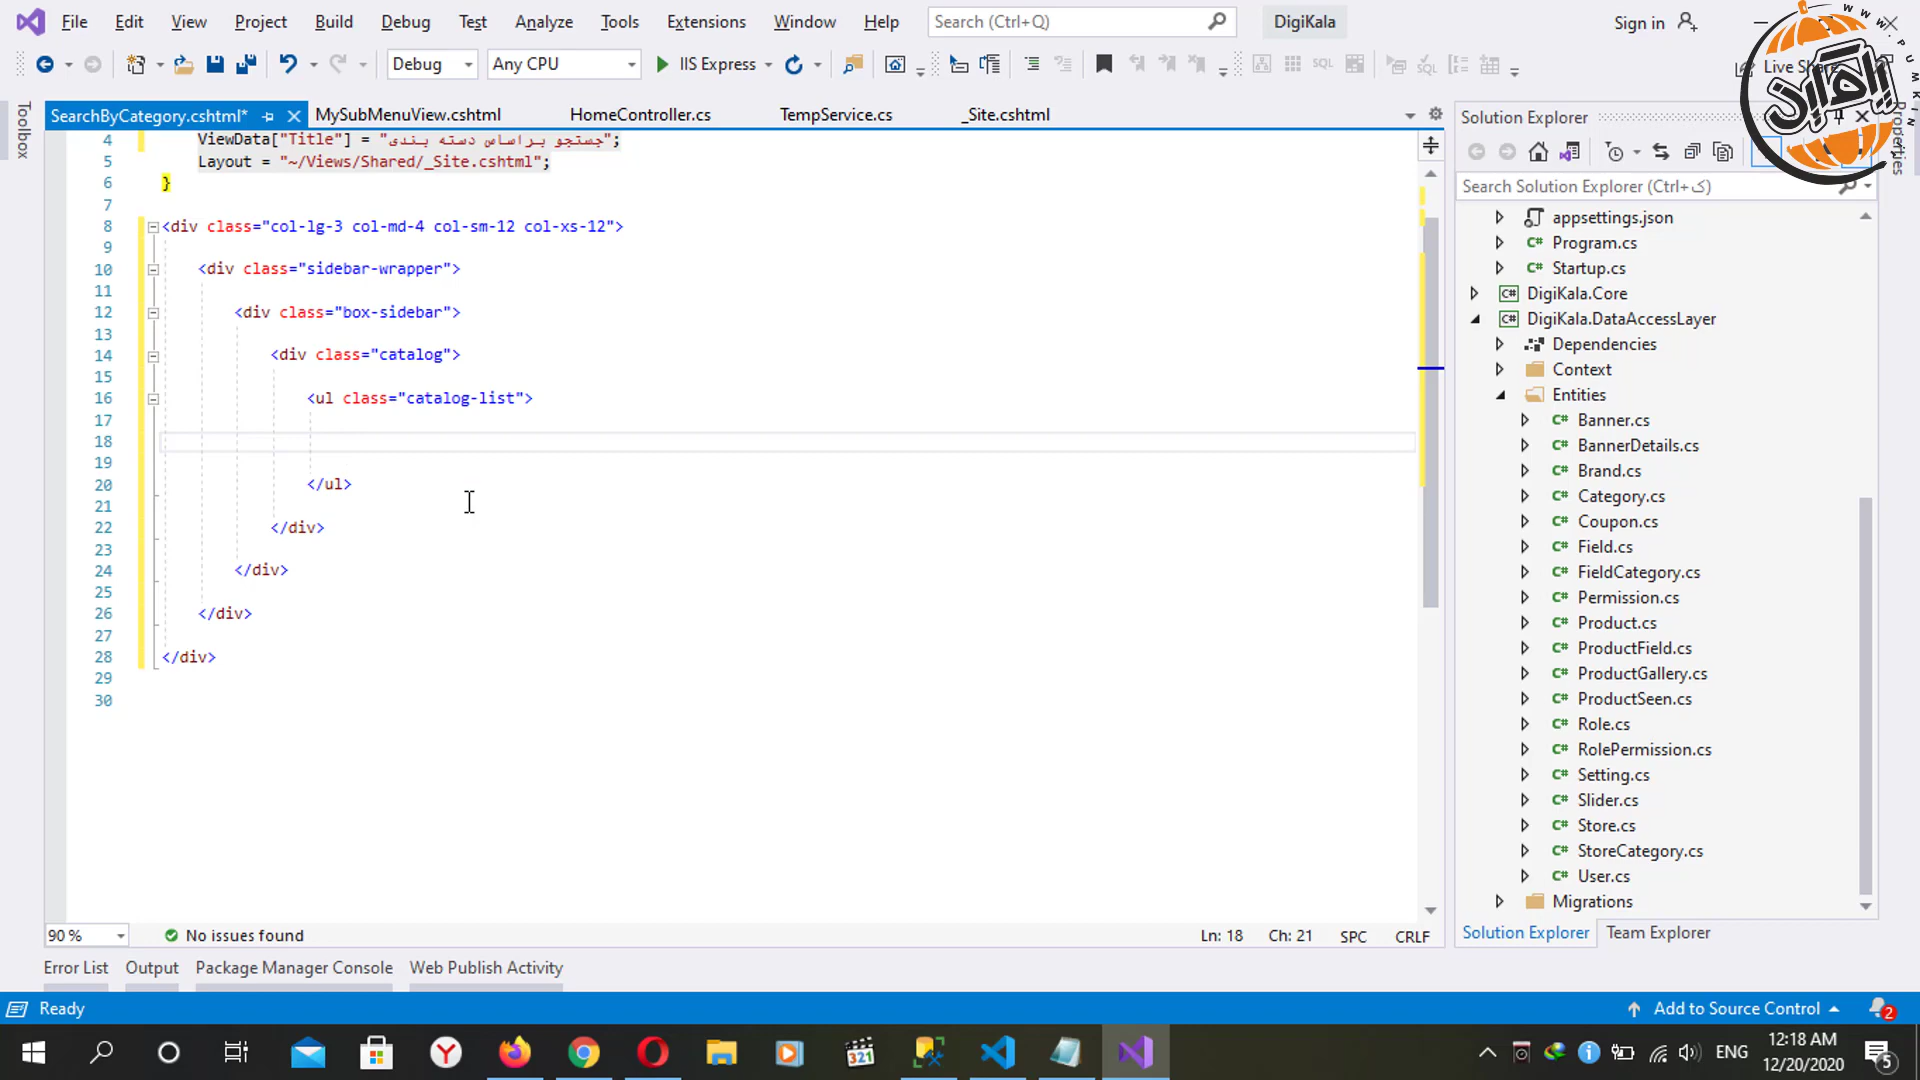 File Edit View Project Build Debug Test Analyze Tools Extensions Window Help Search (Ctrl+Q) DigiKala Sign in
Debug Any CPU IIS Express Live Share
SearchByCategory.cshtml* MySubMenuView.cshtml HomeController.cs TempService.cs _Site.cshtml
Toolbox
4 ViewData["Title"] = "جستجو براساس دسته بندی";
5 Layout = "~/Views/Shared/_Site.cshtml";
6 }
7
8 <div class="col-lg-3 col-md-4 col-sm-12 col-xs-12">
9
10 <div class="sidebar-wrapper">
11
12 <div class="box-sidebar">
13
14 <div class="catalog">
15
16 <ul class="catalog-list">
17
18
19
20 </ul>
21
22 </div>
23
24 </div>
25
26 </div>
27
28 </div>
29
30
90 % No issues found Ln: 18 Ch: 21 SPC CRLF
Error List Output Package Manager Console Web Publish Activity
Solution Explorer
Search Solution Explorer (Ctrl+ک)
appsettings.json
Program.cs
Startup.cs
DigiKala.Core
DigiKala.DataAccessLayer
Dependencies
Context
Entities
Banner.cs
BannerDetails.cs
Brand.cs
Category.cs
Coupon.cs
Field.cs
FieldCategory.cs
Permission.cs
Product.cs
ProductField.cs
ProductGallery.cs
ProductSeen.cs
Role.cs
RolePermission.cs
Setting.cs
Slider.cs
Store.cs
StoreCategory.cs
User.cs
Migrations
Solution Explorer Team Explorer
Properties
Ready Add to Source Control 2
321 ENG 12:18 AM
12/20/2020 5